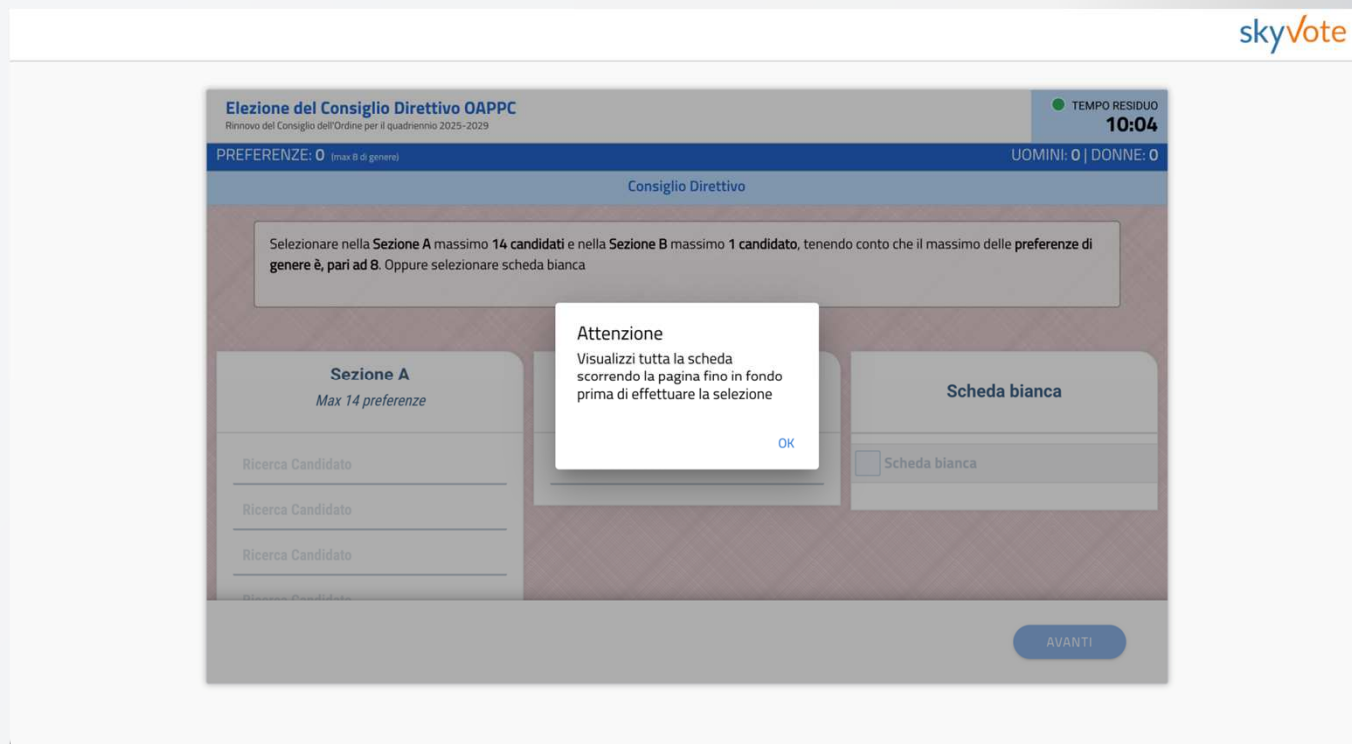 skyvote
Elezione del Consiglio Direttivo OAPPC
Rinnovo del Consiglio dell'Ordine per il quadriennio 2025-2029
TEMPO RESIDUO
10:04
PREFERENZE: 0 (max 8 di genere)
UOMINI: 0 | DONNE: 0
Consiglio Direttivo
Selezionare nella Sezione A massimo 14 candidati e nella Sezione B massimo 1 candidato, tenendo conto che il massimo delle preferenze di
genere è, pari ad 8. Oppure selezionare scheda bianca
Attenzione
Visualizzi tutta la scheda
scorrendo la pagina fino in fondo
prima di effettuare la selezione
OK
Sezione A
Max 14 preferenze
Ricerca Candidato
Ricerca Candidato
Ricerca Candidato
Ricerca Candidato
Scheda bianca
Scheda bianca
AVANTI